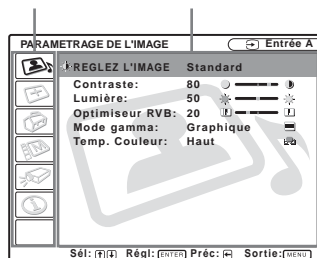 PARAMETRAGE DE L'IMAGE Entrée A
REGLEZ L'IMAGE Standard
Contraste: 80
Lumière: 50
Optimiseur RVB: 20
Mode gamma: Graphique
Temp. Couleur: Haut
Sél: Régl: ENTER Préc: Sortie: MENU